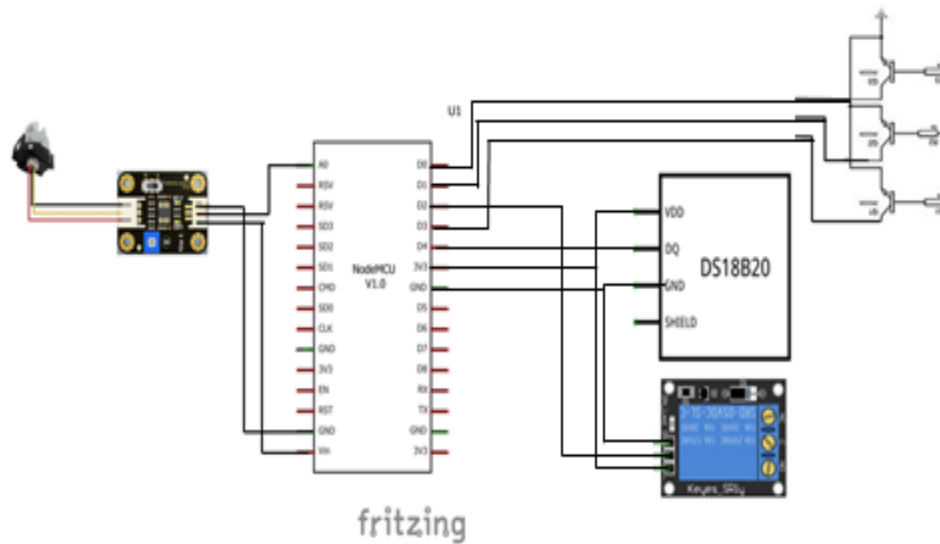 U1
A0
RSV
RSV
SD3
SD2
SD1
CMD
SD0
CLK
GND
3V3
EN
RST
GND
Vin
NodeMCU
V1.0
D0
D1
D2
D3
D4
3V3
GND
D5
D6
D7
D8
RX
TX
GND
3V3
VDD
DQ
GND
SHIELD
DS18B20
Keyes_SRly
fritzing